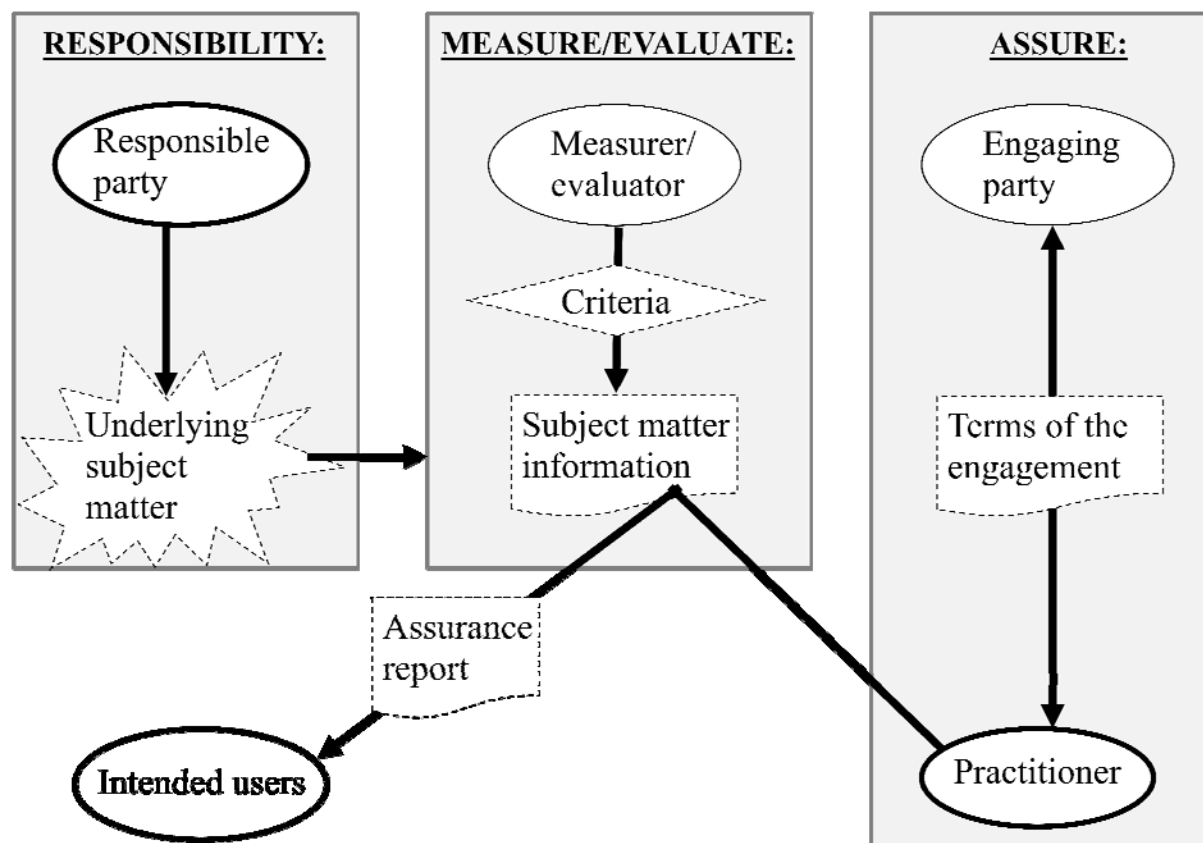 RESPONSIBILITY:
Responsible
party
Underlying
subject
matter
MEASURE/EVALUATE:
Measurer/
evaluator
Criteria
Subject matter
information
ASSURE:
Engaging
party
Terms of the
engagement
Practitioner
Assurance
report
Intended users